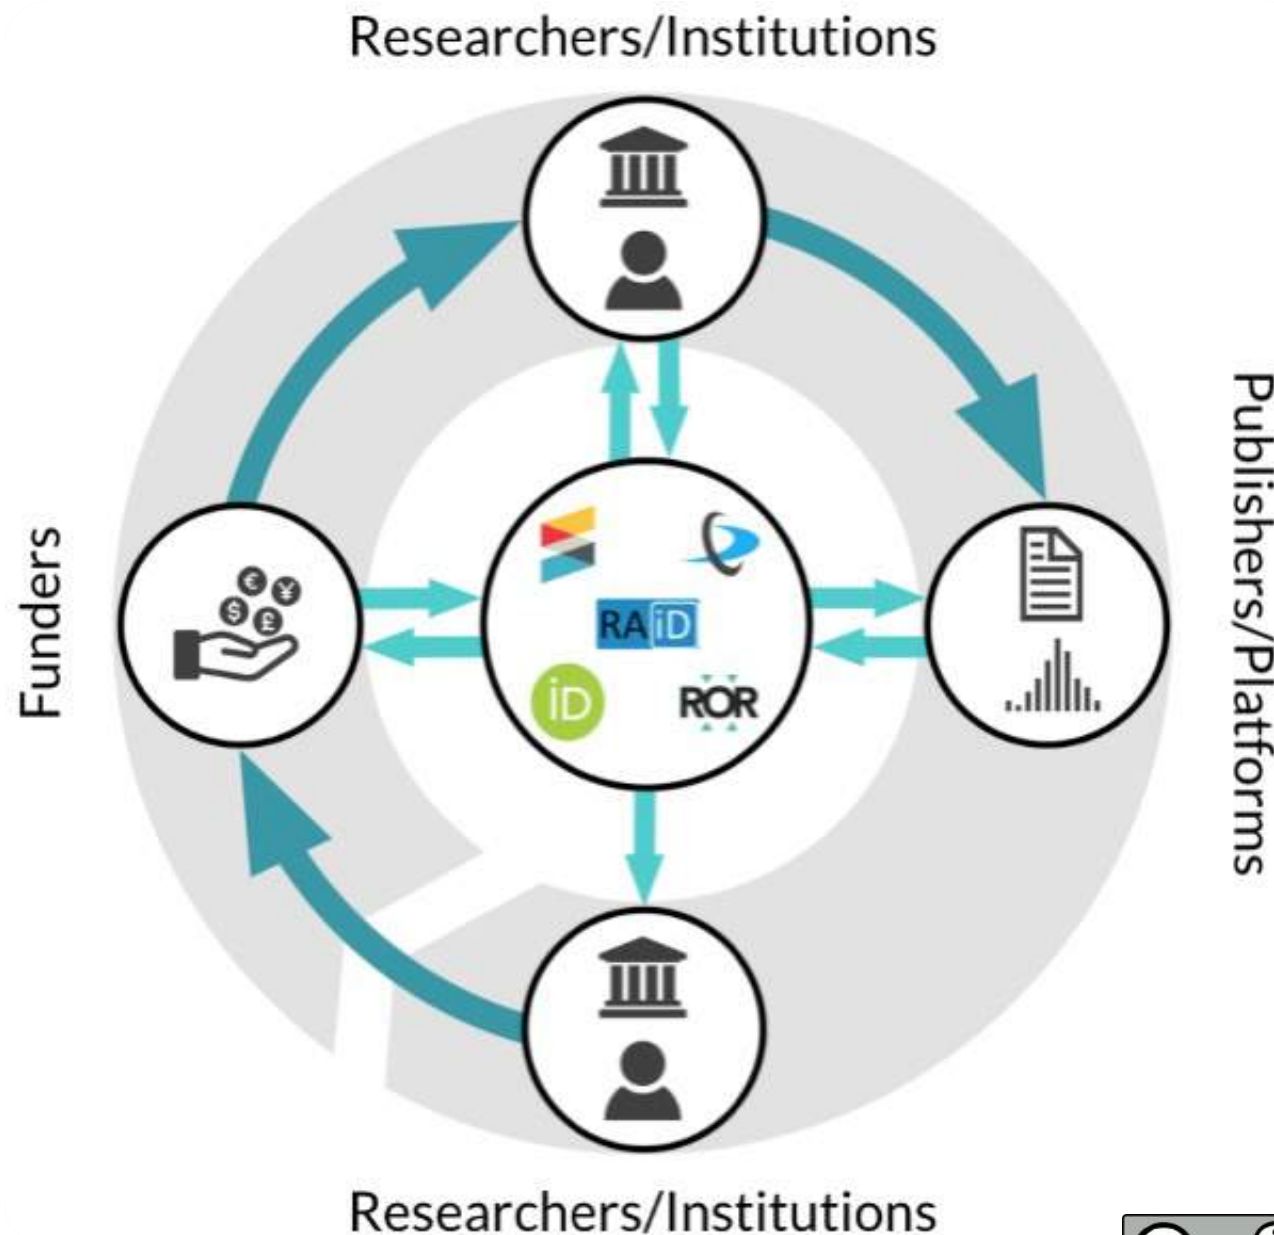 Researchers/Institutions
Funders
Publishers/Platforms
€
¥
$
£
RAiD
iD
ROR
Researchers/Institutions